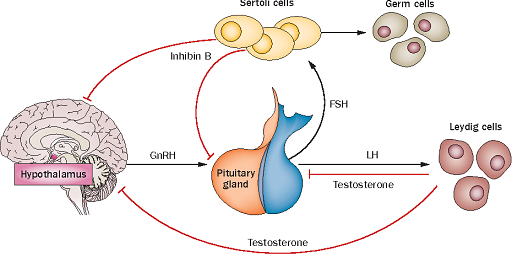 Sertoli cells
Germ cells
Inhibin B
FSH
Leydig cells
GnRH
LH
Hypothalamus
Pituitary
gland
Testosterone
Testosterone